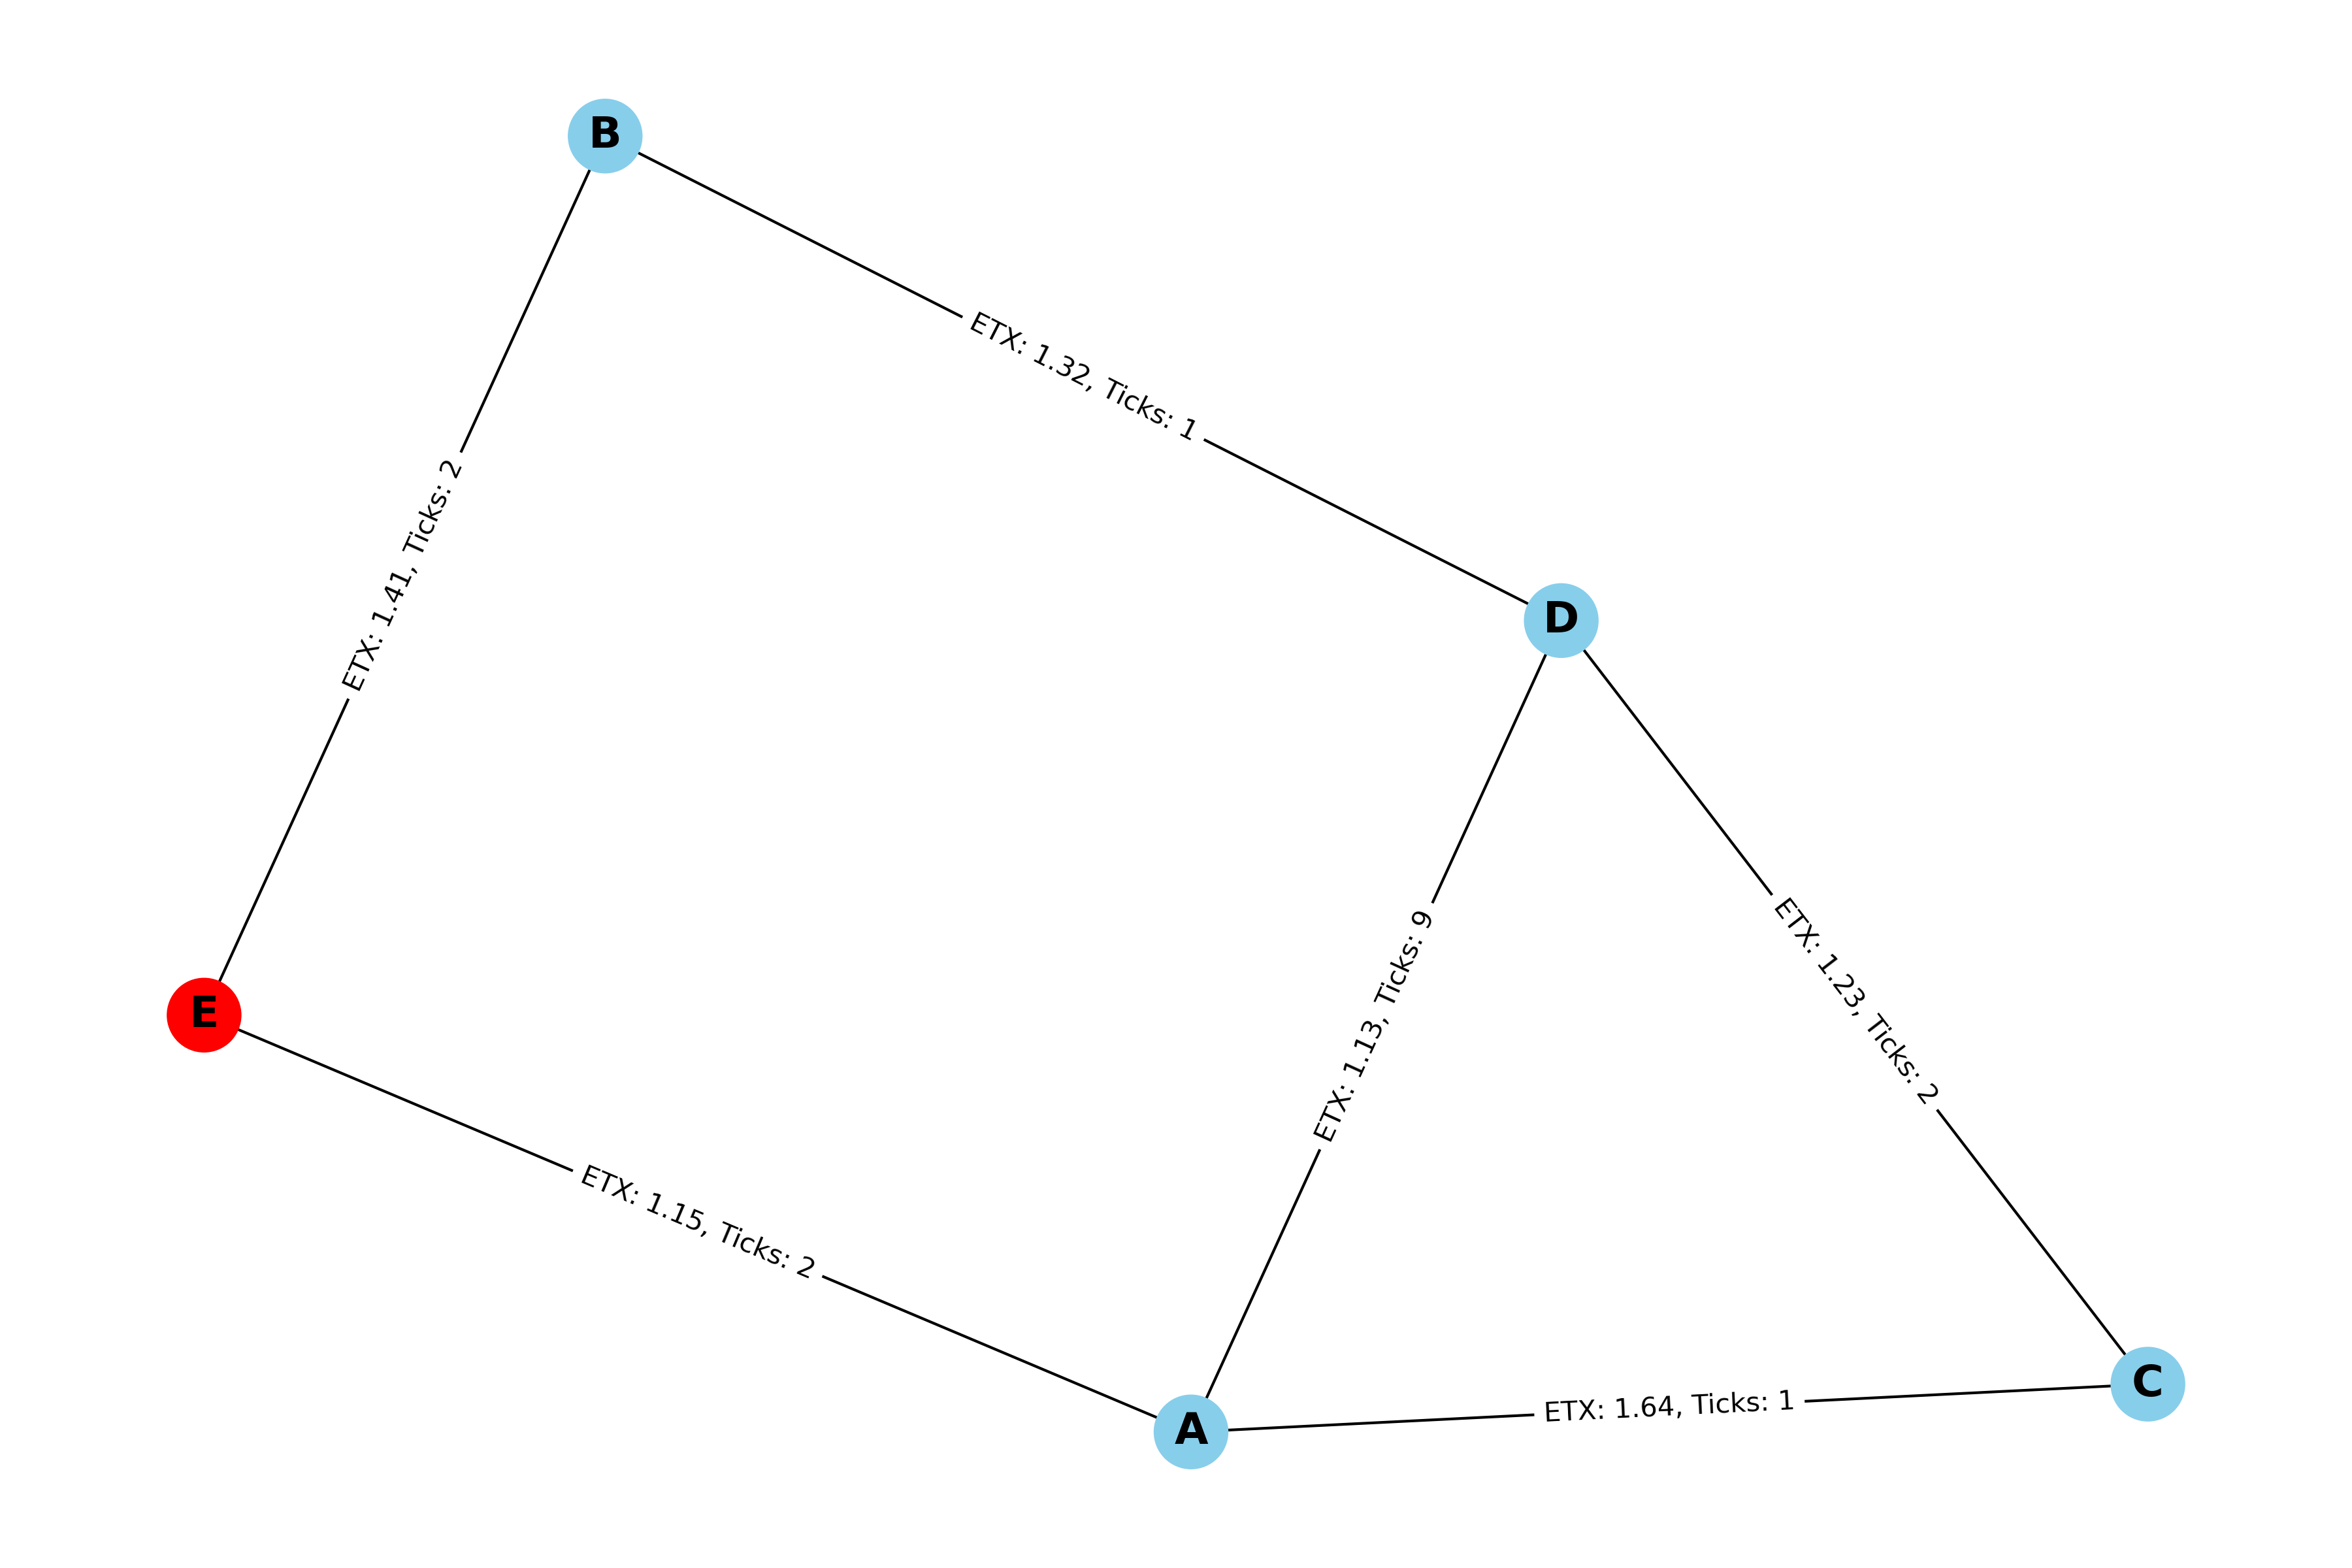 B
ETX: 1.32, Ticks: 1
ETX: 1.41, Ticks: 2
D
ETX: 1.13, Ticks: 9
ETX: 1.23, Ticks: 2
E
ETX: 1.15, Ticks: 2
A
ETX: 1.64, Ticks: 1
C